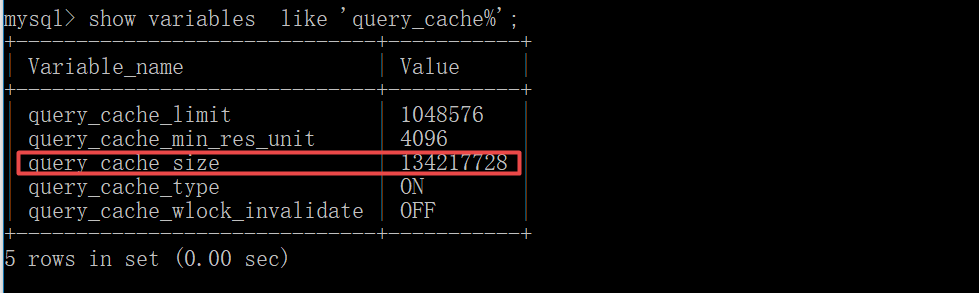 mysql> show variables  like 'query_cache%';
+------------------------------+-----------+
| Variable_name                | Value     |
+------------------------------+-----------+
| query_cache_limit            | 1048576   |
| query_cache_min_res_unit     | 4096      |
| query_cache_size             | 134217728 |
| query_cache_type             | ON        |
| query_cache_wlock_invalidate | OFF       |
+------------------------------+-----------+
5 rows in set (0.00 sec)